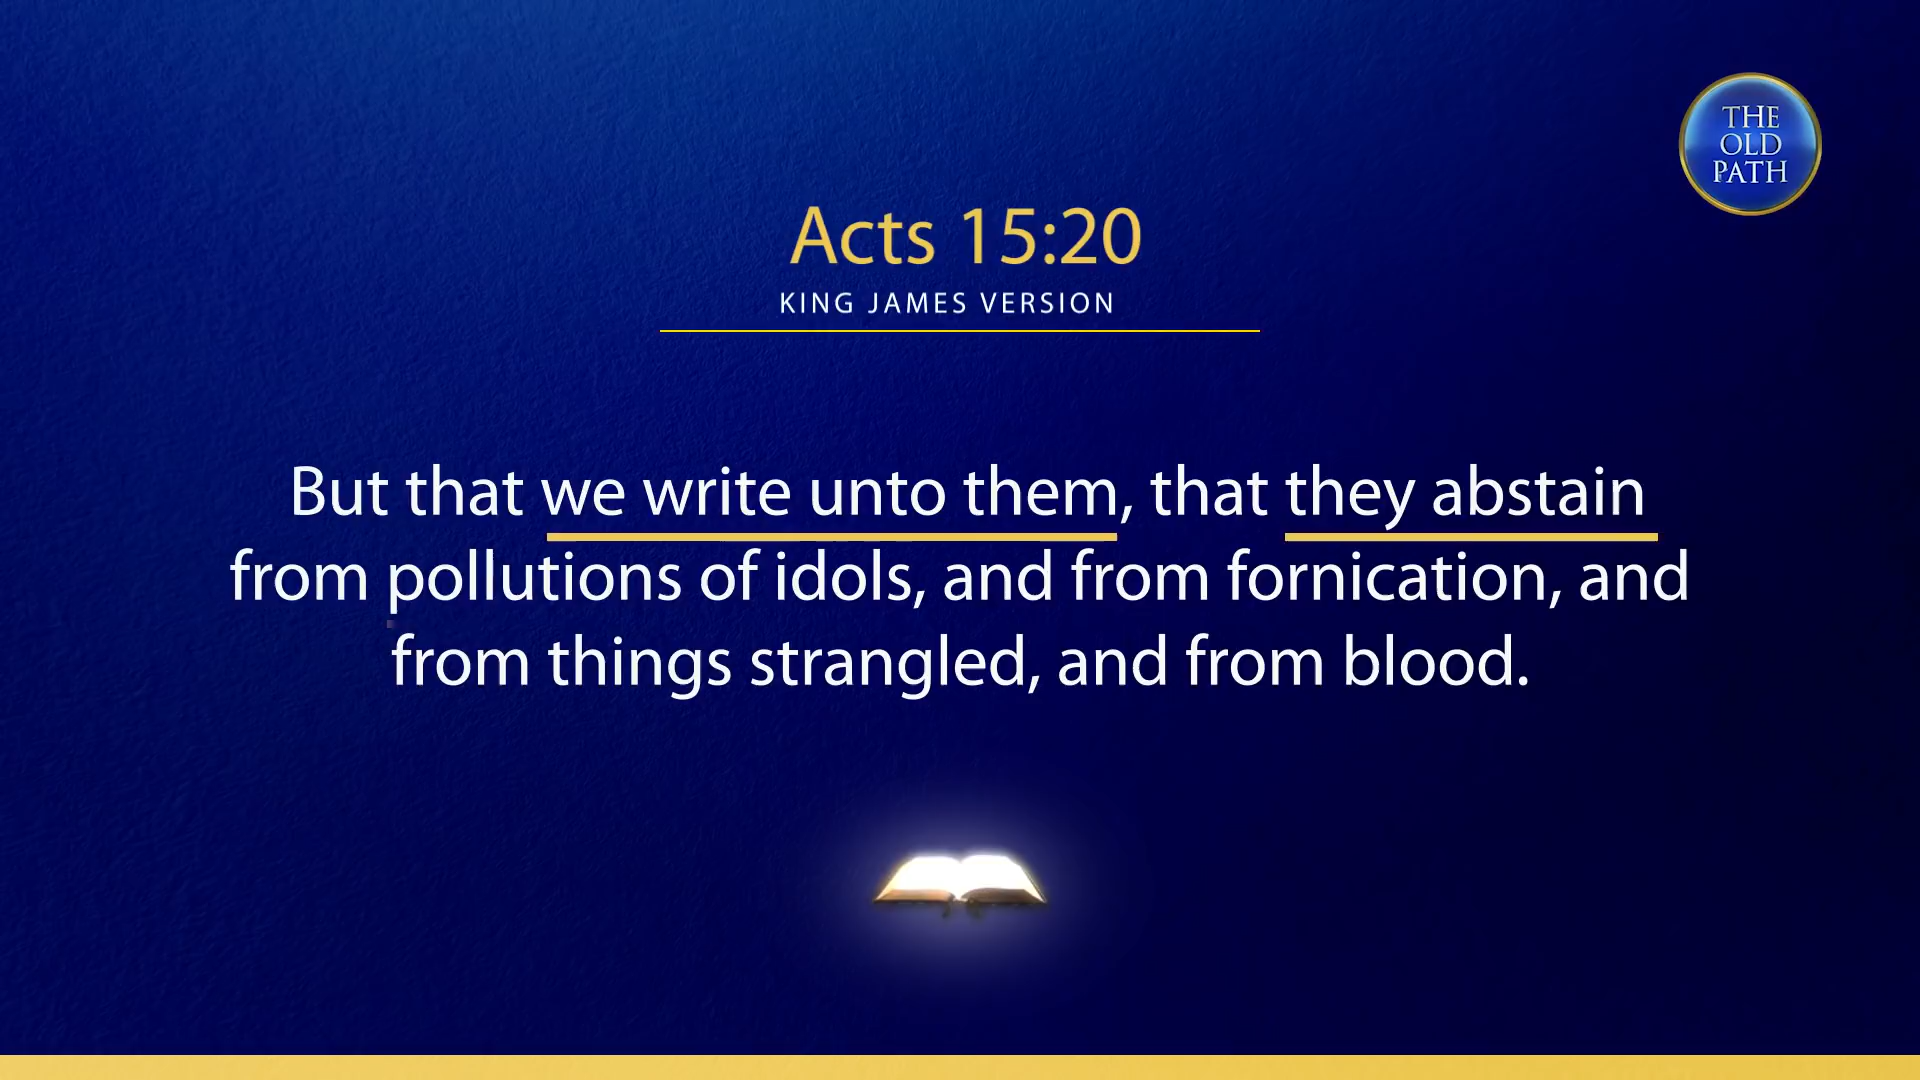 THE
OLD
PATH
Acts 15:20
KING JAMES VERSION
But that we write unto them, that they abstain
from pollutions of idols, and from fornication, and
from things strangled, and from blood.